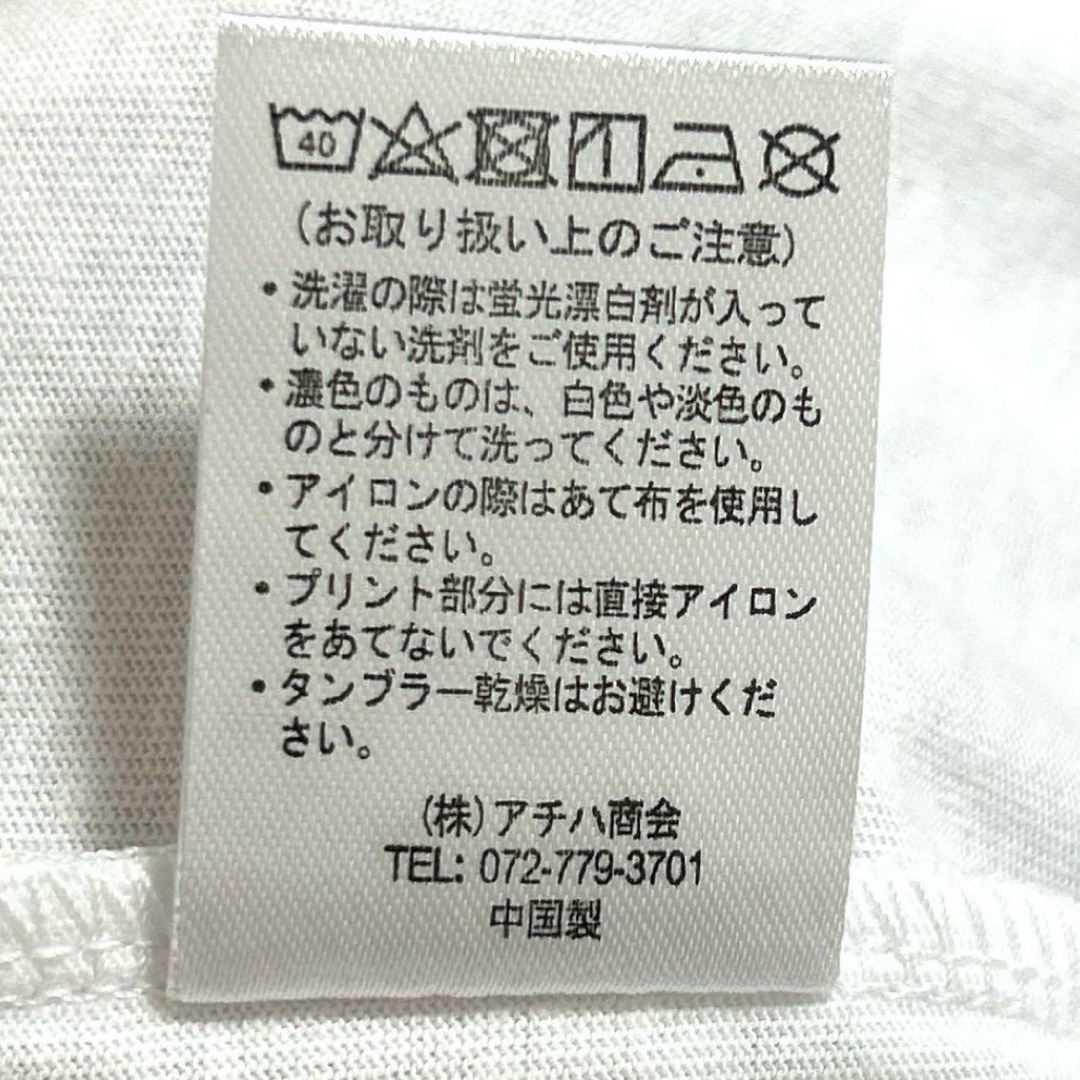 40
(お取り扱い上のご注意)
・洗濯の際は蛍光漂白剤が入って
いない洗剤をご使用ください。
・濃色のものは、白色や淡色のも
のと分けて洗ってください。
・アイロンの際はあて布を使用し
てください。
・プリント部分には直接アイロン
をあてないでください。
・タンブラー乾燥はお避けくだ
さい。
(株)アチハ商会
TEL: 072-779-3701
中国製